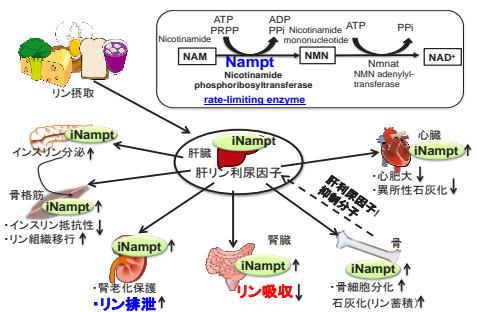 ATP
ADP
PRPP
PPi
Nicotinamide
Nicotinamide
mononucleotide
ATP
PPi
NAM
NMN
NAD+
Nampt
Nicotinamide
phosphoribosyltransferase
rate-limiting enzyme
Nmnat
NMN adenylyl-
transferase
リン摂取
iNampt
インスリン分泌↑
骨格筋
iNampt↑
・インスリン抵抗性↓
・リン組織移行↑
肝臓
iNampt
肝リン利尿因子
心臓
iNampt↑
・心肥大↓
・異所性石灰化↓
肝利尿因子
抑制分子
iNampt↑
・腎老化保護
・リン排泄↑
腎臓
iNampt↑
リン吸収↓
骨
iNampt↑
・骨細胞分化↑
石灰化(リン蓄積)↑